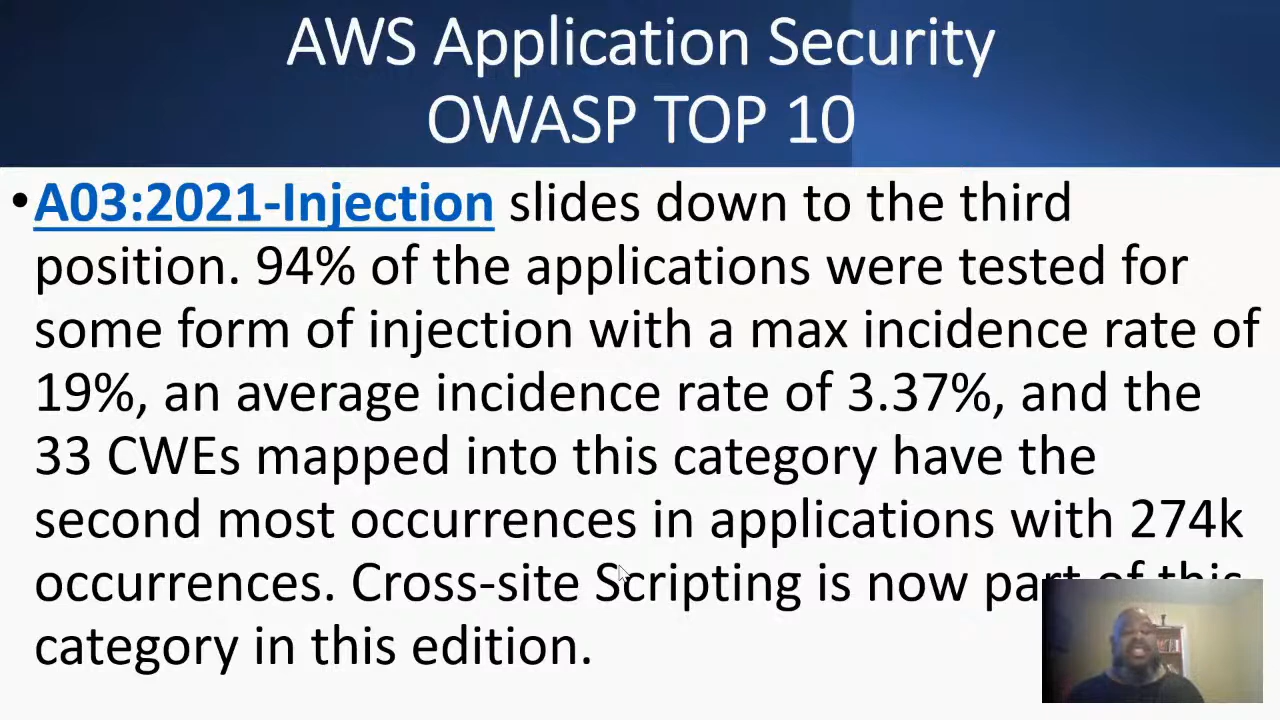 AWS Application Security
OWASP TOP 10
•A03:2021-Injection slides down to the third
position. 94% of the applications were tested for
some form of injection with a max incidence rate of
19%, an average incidence rate of 3.37%, and the
33 CWEs mapped into this category have the
second most occurrences in applications with 274k
occurrences. Cross-site Scripting is now part of this
category in this edition.